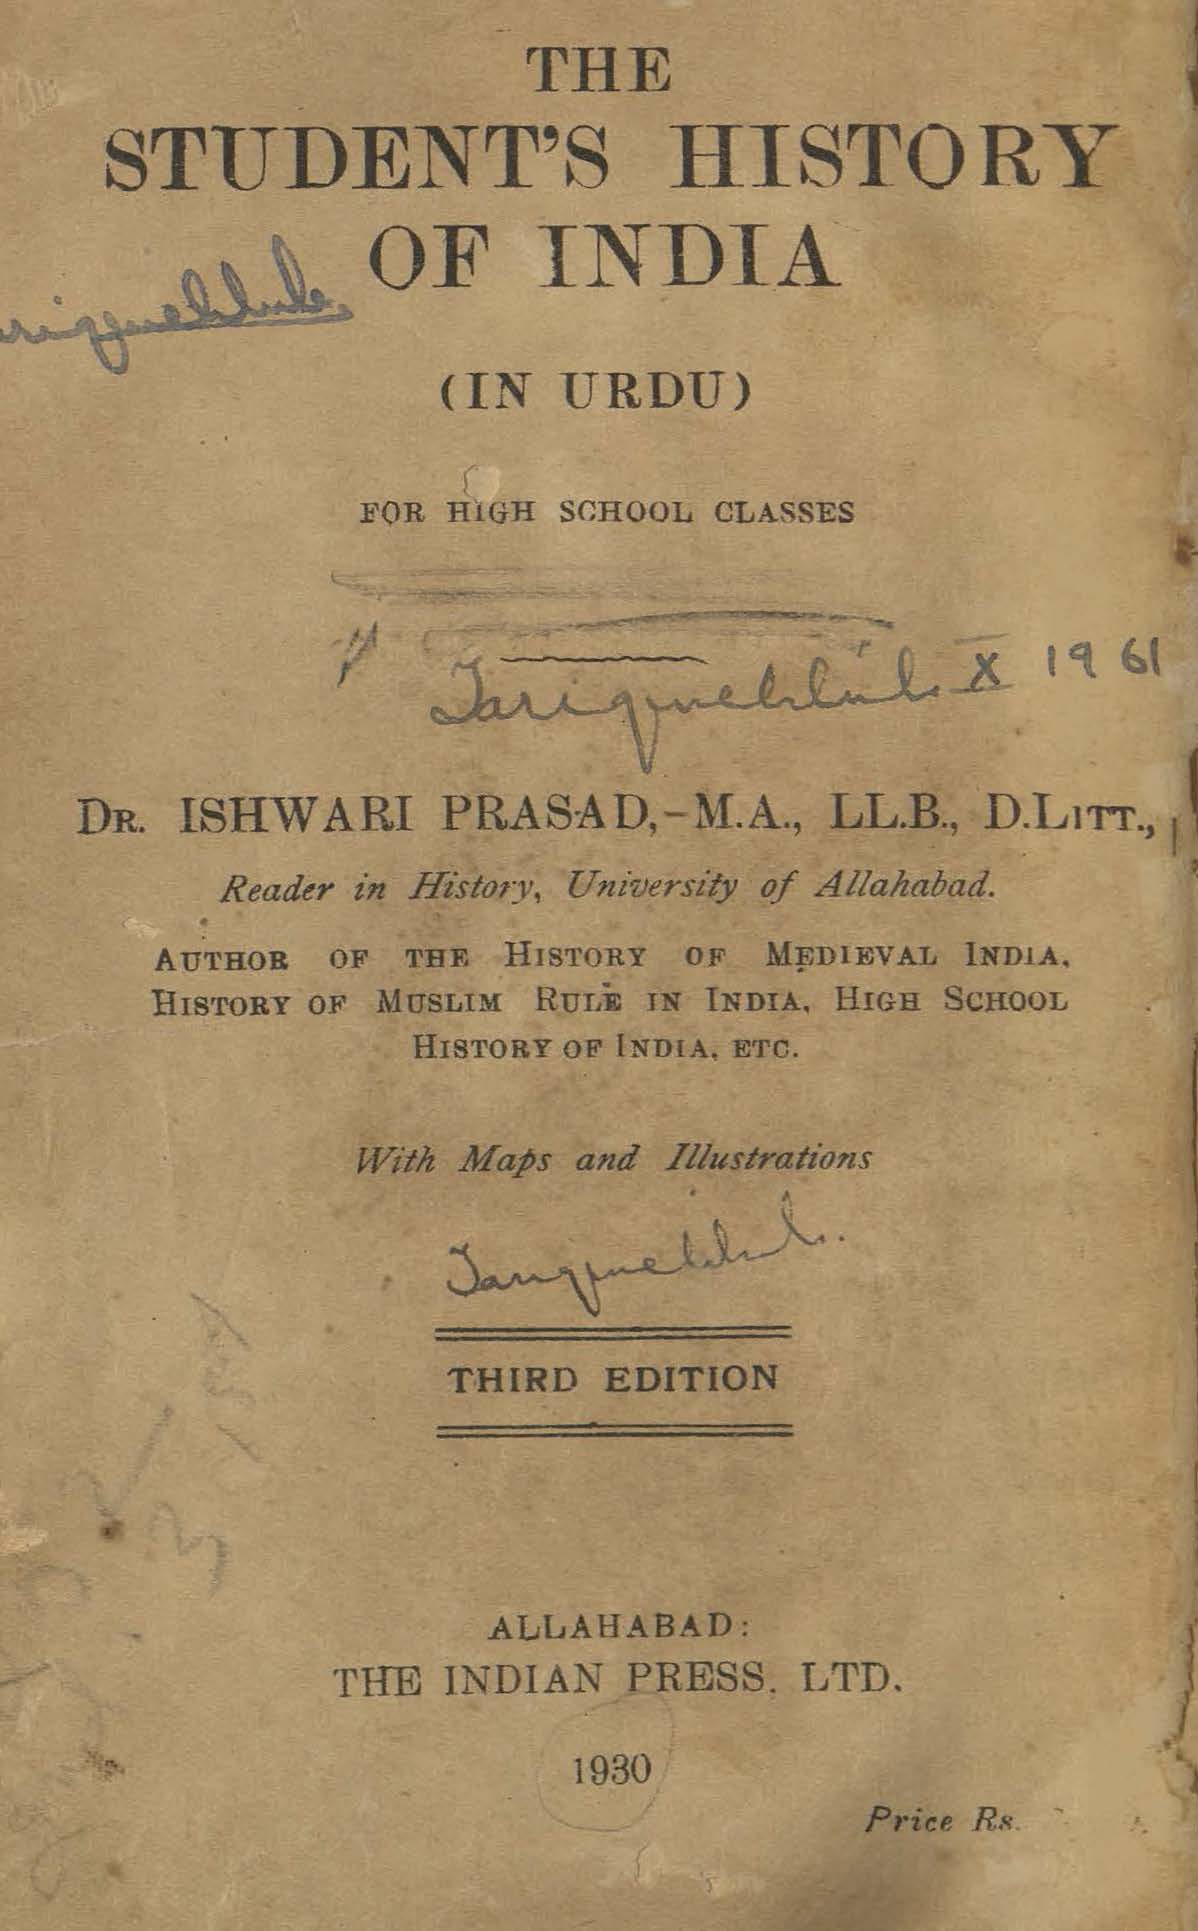 THE
STUDENT'S HISTORY
OF INDIA
(IN URDU)
FOR HIGH SCHOOL CLASSES
X 1961
DR. ISHWARI PRASAD,-M.A., LL.B., D.LITT.,
Reader in History, University of Allahabad.
AUTHOR OF THE HISTORY OF MEDIEVAL INDIA,
HISTORY OF MUSLIM RULE IN INDIA, HIGH SCHOOL
HISTORY OF INDIA, ETC.
With Maps and Illustrations
THIRD EDITION
ALLAHABAD:
THE INDIAN PRESS, LTD.
1930
Price Rs.